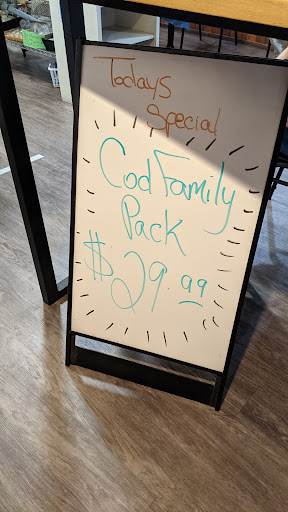 Todays
Special
Cod Family
Pack
$29.99